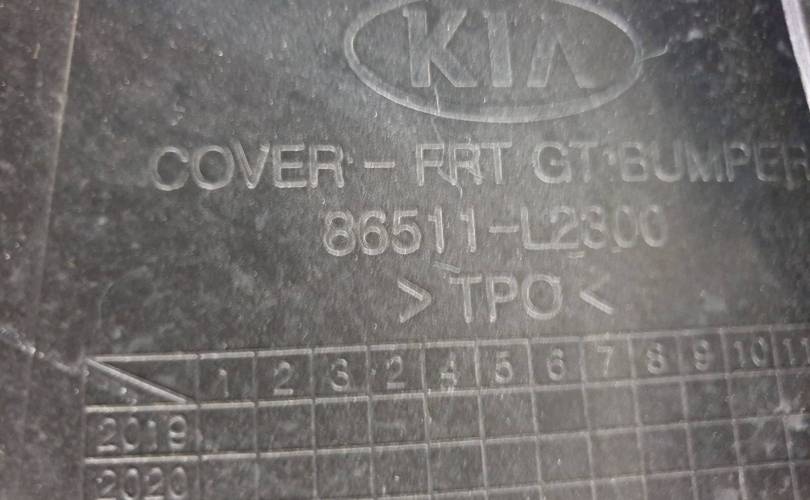 KIA
COVER - FRT GT BUMPER
86511-L2300
> TPO <
1 2 3 2 4 5 6 7 8 9 10 11
2019
2020